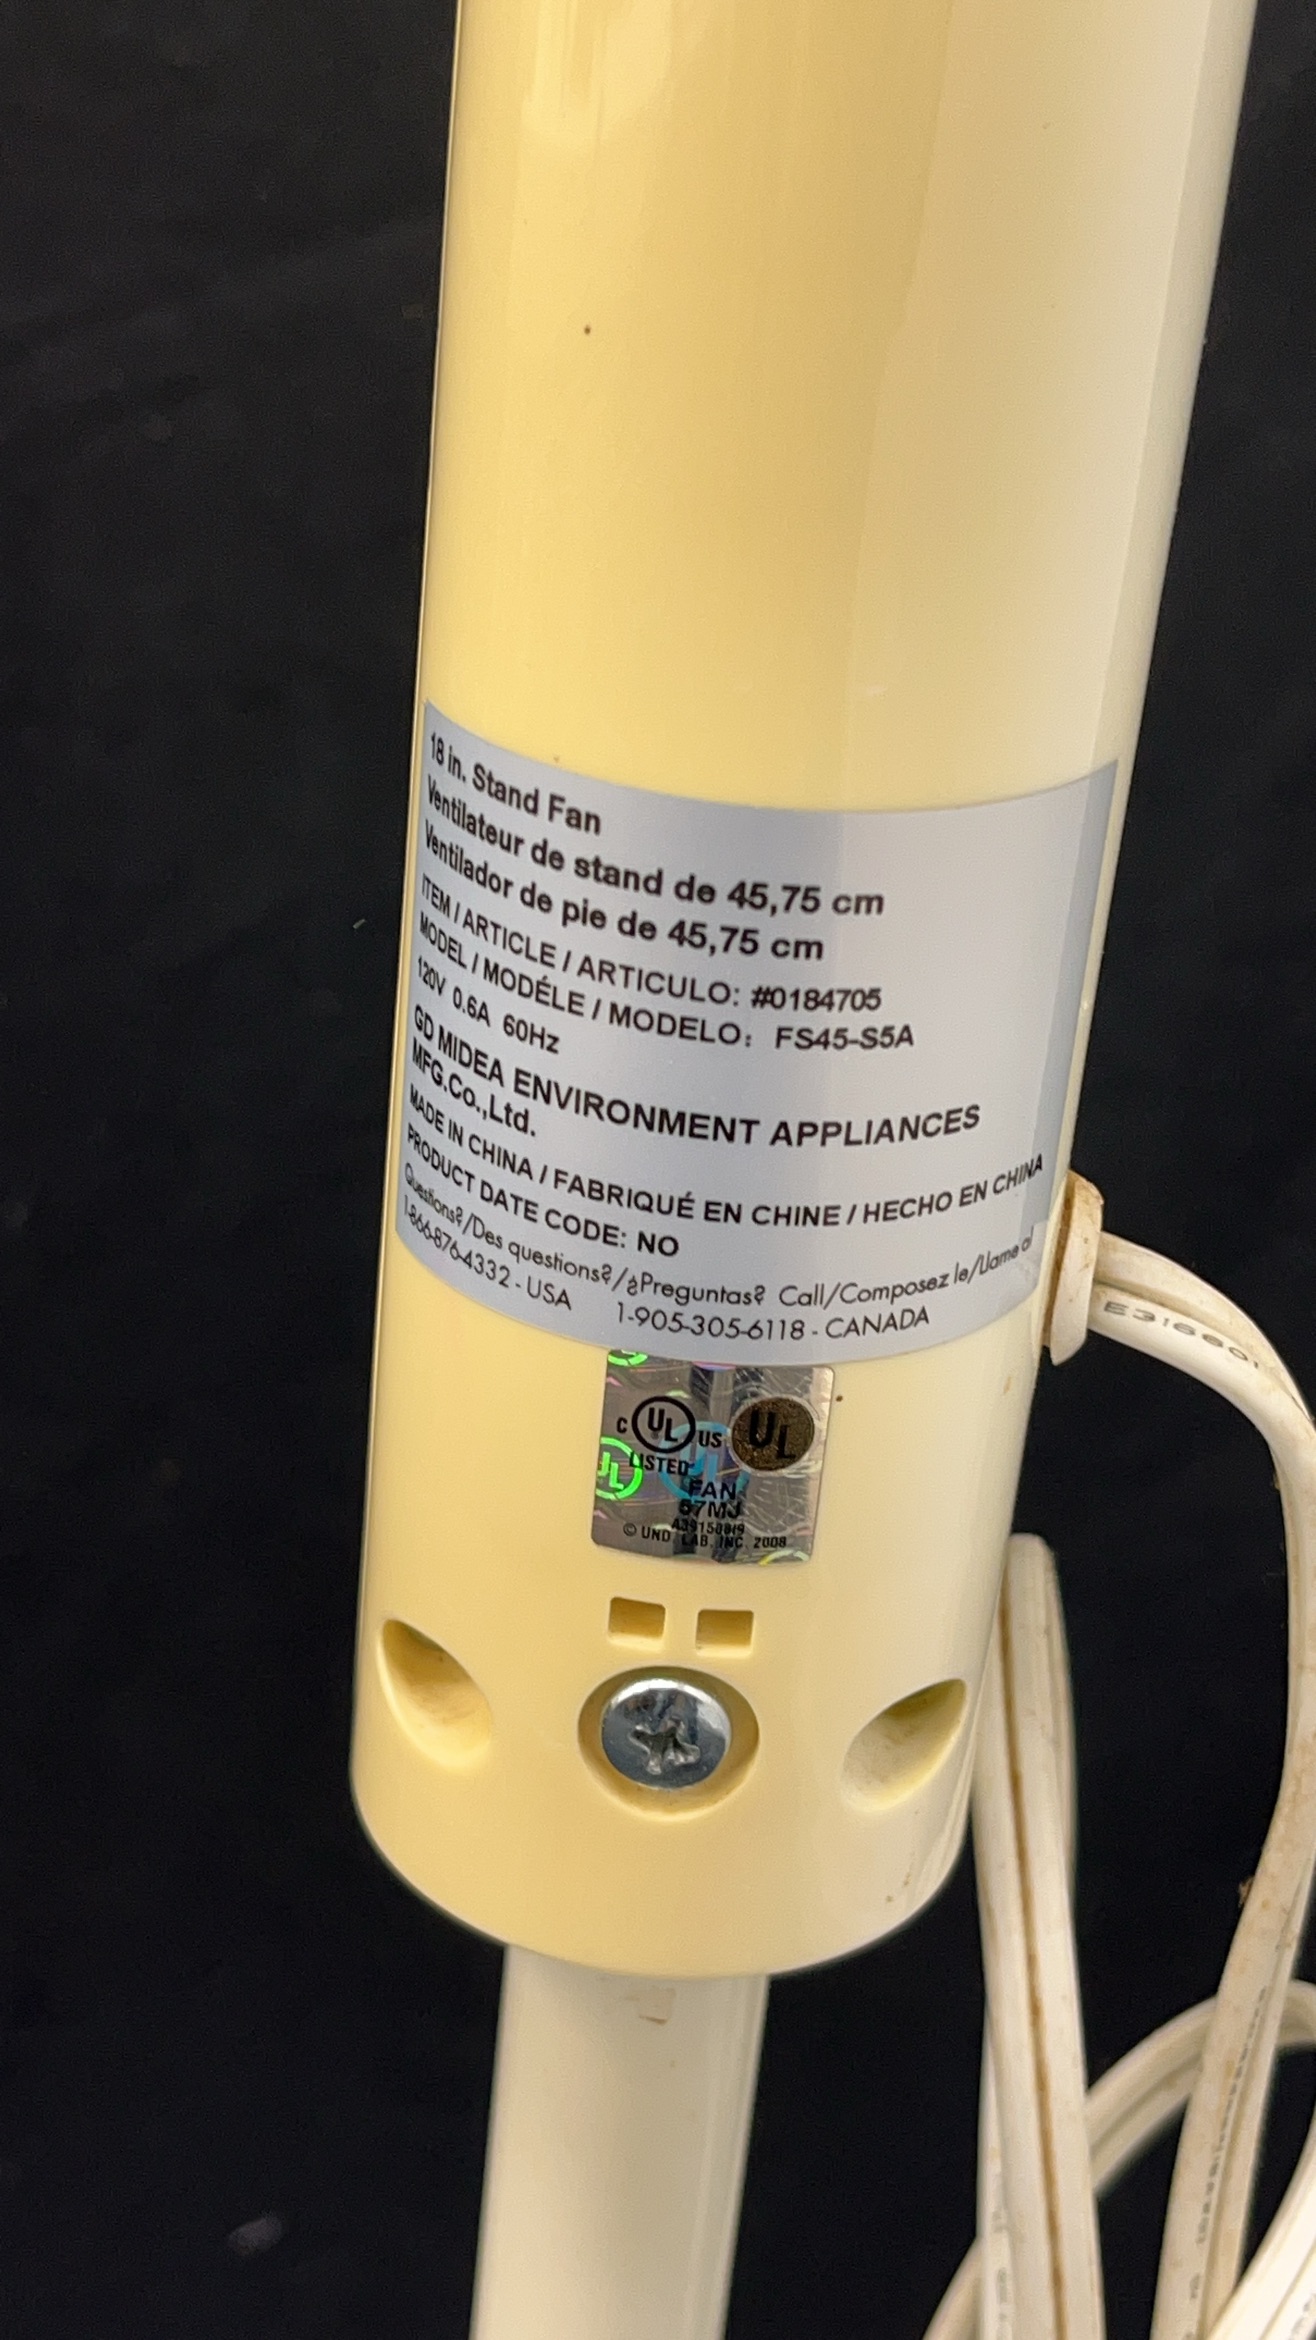 18 in. Stand Fan
Ventilateur de stand de 45,75 cm
Ventilador de pie de 45,75 cm
ITEM / ARTICLE / ARTICULO: #0184705
MODEL / MODÉLE / MODELO: FS45-S5A
120V 0.6A 60Hz
GD MIDEA ENVIRONMENT APPLIANCES
MFG.Co.,Ltd.
MADE IN CHINA / FABRIQUÉ EN CHINE / HECHO EN CHINA
PRODUCT DATE CODE: NO
Questions?/Des questions?/¿Preguntas? Call/Composez le/Llame al
1-866-876-4332 - USA 1-905-305-6118 - CANADA
C UL US UL
LISTED
UL
FAN
57MJ
© UND. LAB. INC. 2008